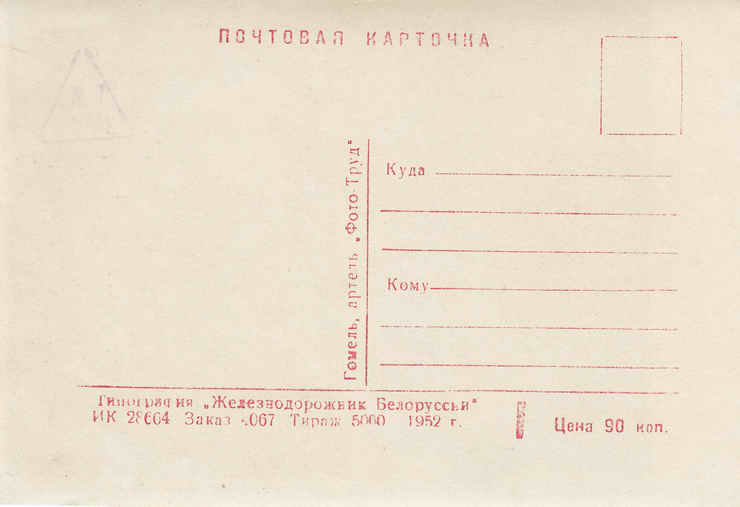 ПОЧТОВАЯ КАРТОЧКА
Куда
Кому
Гомель, артель „Фото-Труд"
Типография „Железнодорожник Белоруссии"
ИК 28664 Заказ 4067 Тираж 5000 1952 г.
Цена 90 коп.